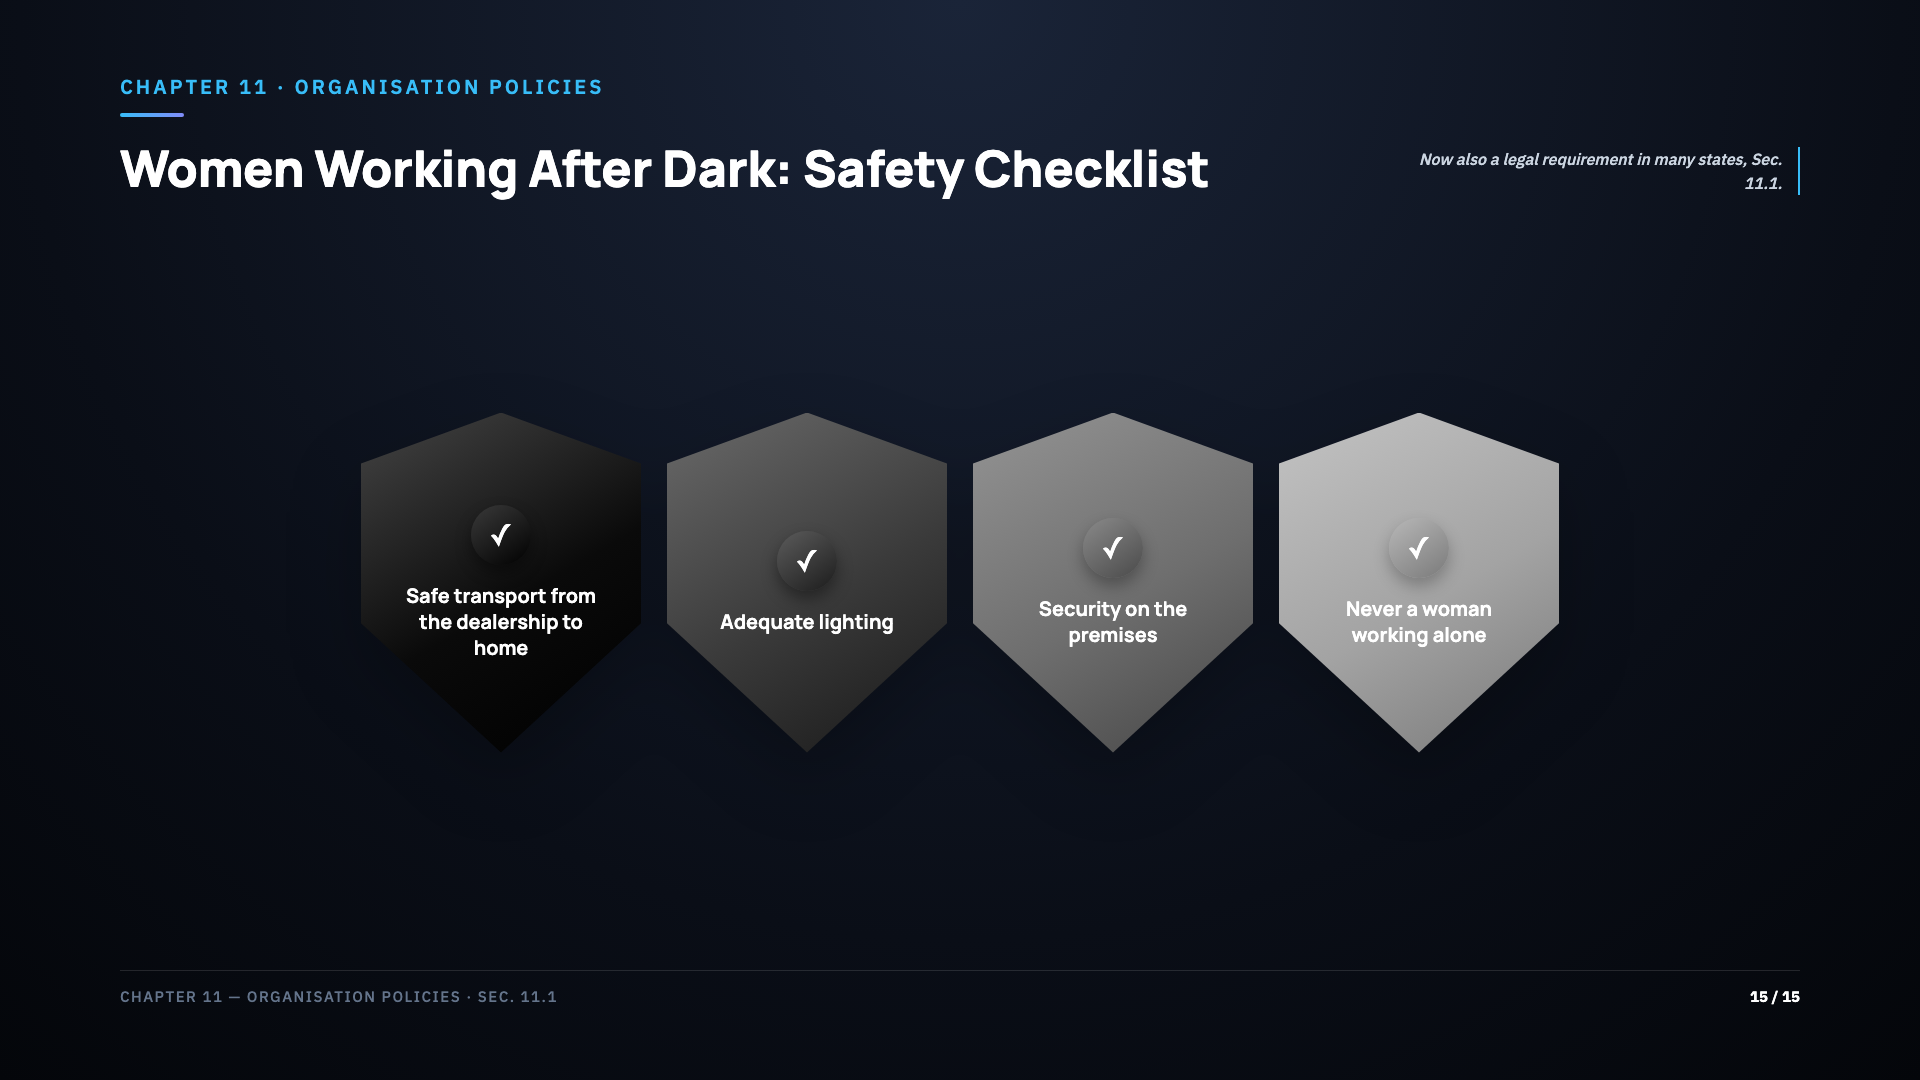 CHAPTER 11 · ORGANISATION POLICIES
Women Working After Dark: Safety Checklist
Now also a legal requirement in many states, Sec.
11.1.
✓
Safe transport from
the dealership to
home
✓
Adequate lighting
✓
Security on the
premises
✓
Never a woman
working alone
CHAPTER 11 — ORGANISATION POLICIES · SEC. 11.1
15 / 15